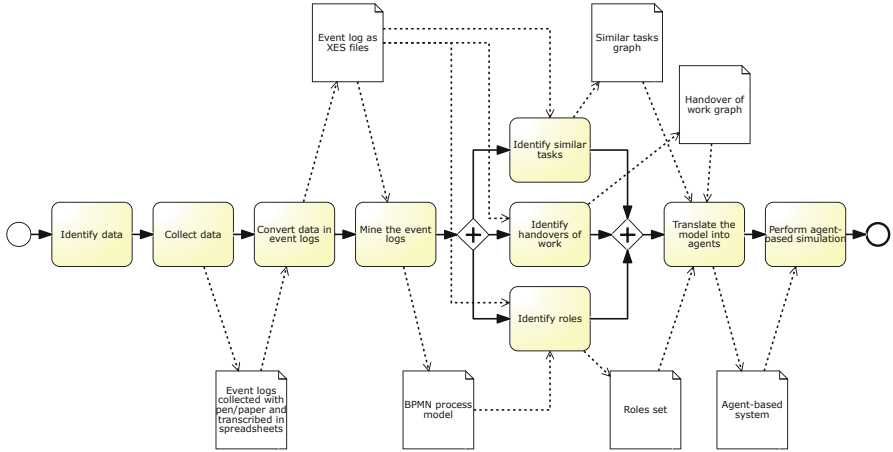 Event log as
XES files
Similar tasks
graph
Handover of
work graph
Identify similar
tasks
Identify data
Collect data
Convert data in
event logs
Mine the event
logs
Identify
handovers of
work
Translate the
model into
agents
Perform agent-
based simulation
Identify roles
Event logs
collected with
pen/paper and
transcribed in
spreadsheets
BPMN process
model
Roles set
Agent-based
system